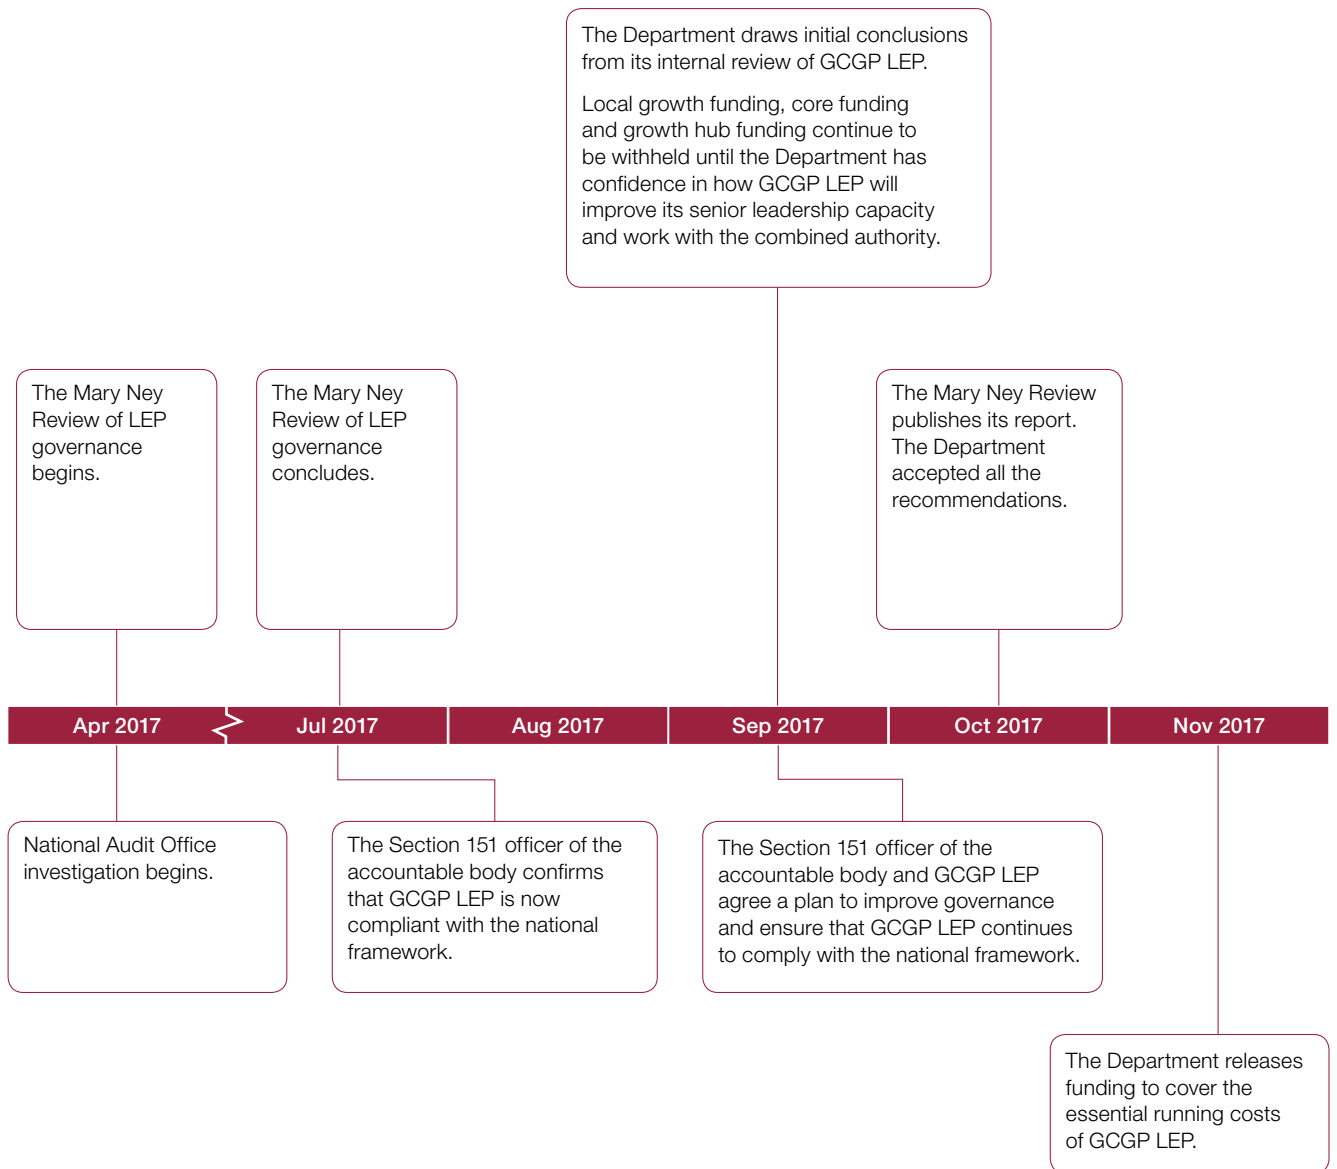 The Department draws initial conclusions
from its internal review of GCGP LEP.
Local growth funding, core funding
and growth hub funding continue to
be withheld until the Department has
confidence in how GCGP LEP will
improve its senior leadership capacity
and work with the combined authority.
The Mary Ney
Review of LEP
governance
begins.
The Mary Ney
Review of LEP
governance
concludes.
The Mary Ney Review
publishes its report.
The Department
accepted all the
recommendations.
Apr 2017
Jul 2017
Aug 2017
Sep 2017
Oct 2017
Nov 2017
National Audit Office
investigation begins.
The Section 151 officer of the
accountable body confirms
that GCGP LEP is now
compliant with the national
framework.
The Section 151 officer of the
accountable body and GCGP LEP
agree a plan to improve governance
and ensure that GCGP LEP continues
to comply with the national framework.
The Department releases
funding to cover the
essential running costs
of GCGP LEP.